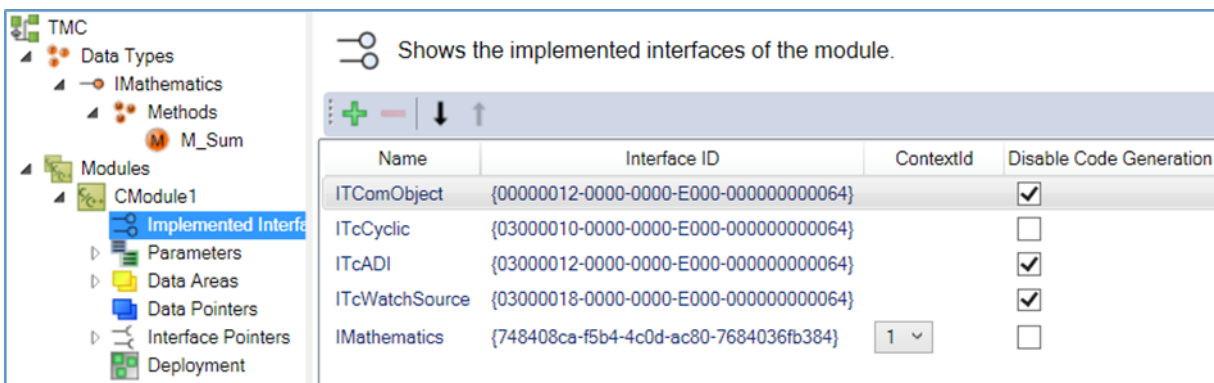 TMC
Data Types
IMathematics
Methods
M_Sum
Modules
CModule1
Implemented Interfa
Parameters
Data Areas
Data Pointers
Interface Pointers
Deployment
Shows the implemented interfaces of the module.
Name Interface ID ContextId Disable Code Generation
ITComObject {00000012-0000-0000-E000-000000000064}
ITcCyclic {03000010-0000-0000-E000-000000000064}
ITcADI {03000012-0000-0000-E000-000000000064}
ITcWatchSource {03000018-0000-0000-E000-000000000064}
IMathematics {748408ca-f5b4-4c0d-ac80-7684036fb384} 1